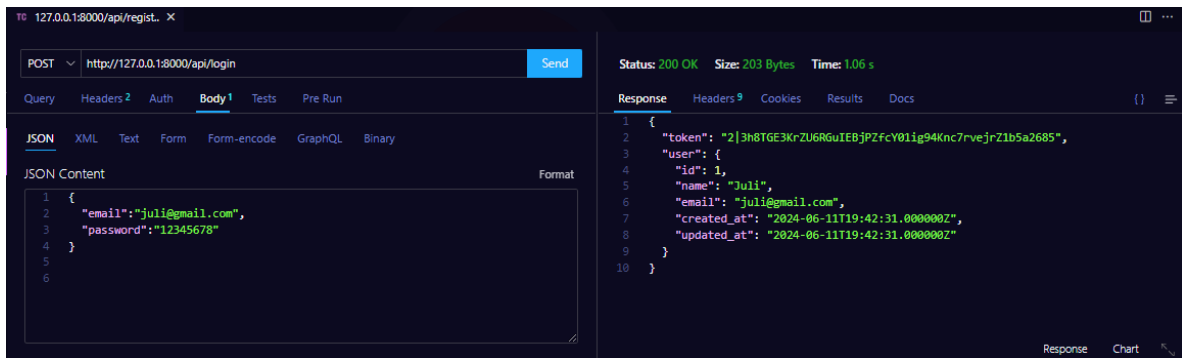 TC 127.0.0.1:8000/api/regist.. ×
POST http://127.0.0.1:8000/api/login Send
Query Headers 2 Auth Body 1 Tests Pre Run
JSON XML Text Form Form-encode GraphQL Binary
JSON Content Format
1 {
2 "email":"juli@gmail.com",
3 "password":"12345678"
4 }
5
6
Status: 200 OK Size: 203 Bytes Time: 1.06 s
Response Headers 9 Cookies Results Docs {}
1 {
2 "token": "2|3h8TGE3KrZU6RGuIEBjPZfcY01ig94Knc7rvejrZ1b5a2685",
3 "user": {
4 "id": 1,
5 "name": "Juli",
6 "email": "juli@gmail.com",
7 "created_at": "2024-06-11T19:42:31.000000Z",
8 "updated_at": "2024-06-11T19:42:31.000000Z"
9 }
10 }
Response Chart